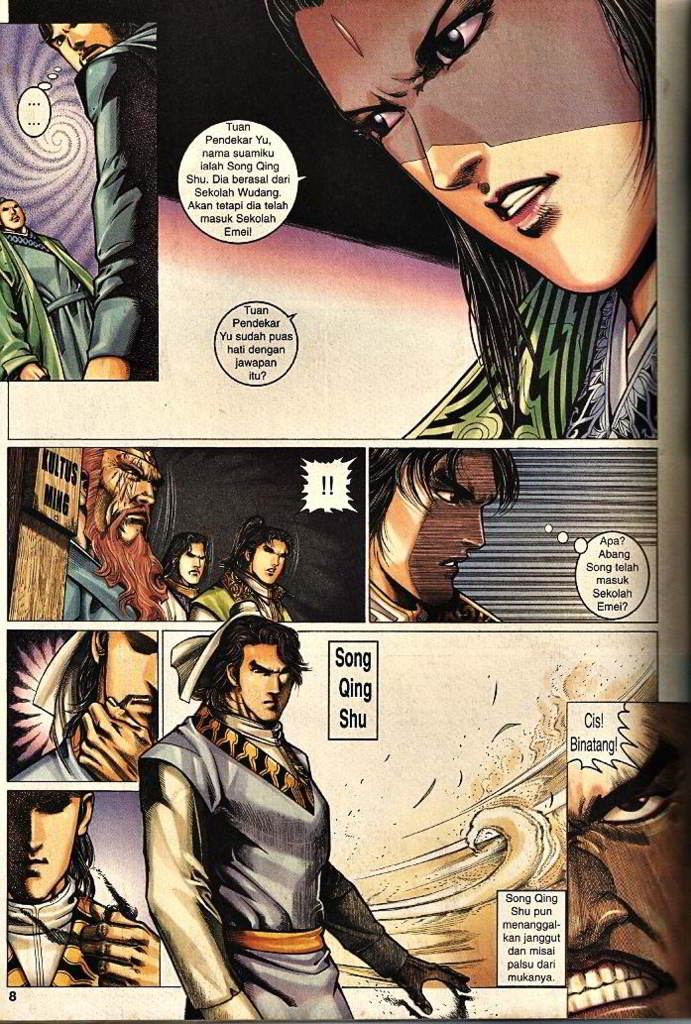 ...
...
Tuan
Pendekar Yu,
nama suamiku
ialah Song Qing
Shu. Dia berasal dari
Sekolah Wudang.
Akan tetapi dia telah
masuk Sekolah
Emei!
Tuan
Pendekar
Yu sudah puas
hati dengan
jawapan
itu?
KULTUS
MING
!!
Apa?
Abang
Song telah
masuk
Sekolah
Emei?
Song
Qing
Shu
Cis!
Binatang!
Song Qing
Shu pun
menanggal-
kan janggut
dan misai
palsu dari
mukanya.
8